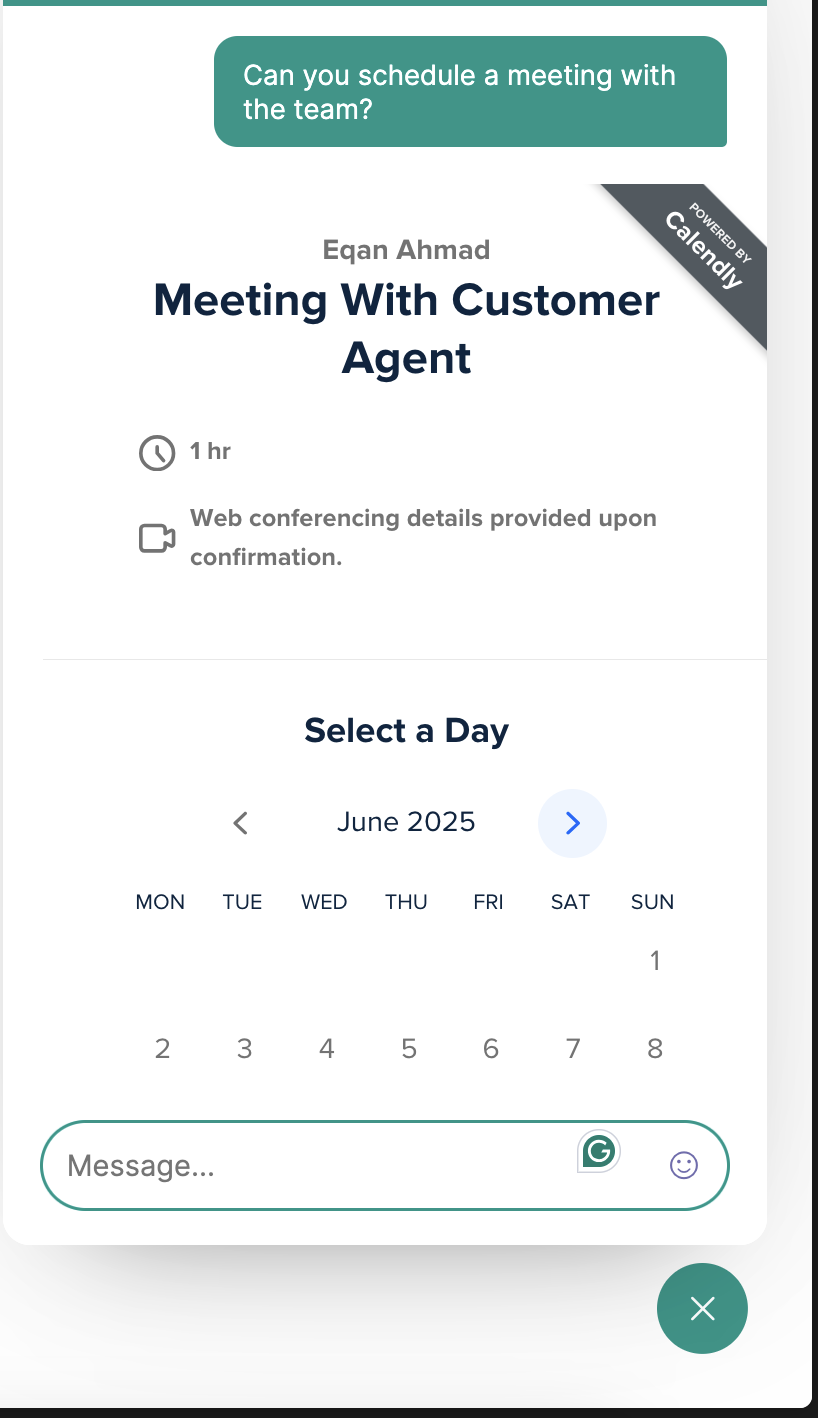 Can you schedule a meeting with
the team?
POWERED BY
Calendly
Eqan Ahmad
Meeting With Customer
Agent
1 hr
Web conferencing details provided upon
confirmation.
Select a Day
June 2025
MON TUE WED THU FRI SAT SUN
1
2 3 4 5 6 7 8
Message...